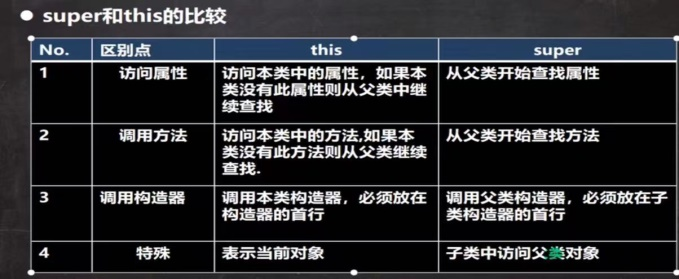 super和this的比较
No. 区别点 this super
1 访问属性 访问本类中的属性，如果本类没有此属性则从父类中继续查找 从父类开始查找属性
2 调用方法 访问本类中的方法,如果本类没有此方法则从父类继续查找. 从父类开始查找方法
3 调用构造器 调用本类构造器，必须放在构造器的首行 调用父类构造器，必须放在子类构造器的首行
4 特殊 表示当前对象 子类中访问父类对象